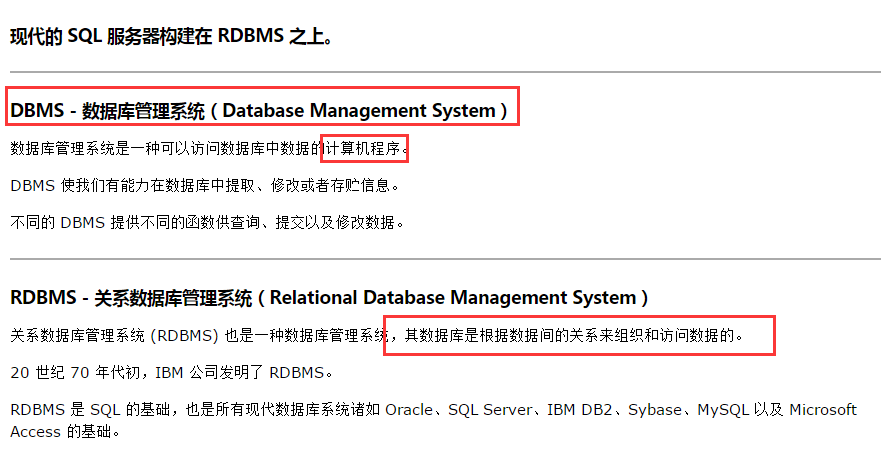 现代的 SQL 服务器构建在 RDBMS 之上。
DBMS - 数据库管理系统（Database Management System）
数据库管理系统是一种可以访问数据库中数据的计算机程序。
DBMS 使我们有能力在数据库中提取、修改或者存贮信息。
不同的 DBMS 提供不同的函数供查询、提交以及修改数据。
RDBMS - 关系数据库管理系统（Relational Database Management System）
关系数据库管理系统 (RDBMS) 也是一种数据库管理系统，其数据库是根据数据间的关系来组织和访问数据的。
20 世纪 70 年代初，IBM 公司发明了 RDBMS。
RDBMS 是 SQL 的基础，也是所有现代数据库系统诸如 Oracle、SQL Server、IBM DB2、Sybase、MySQL 以及 Microsoft
Access 的基础。